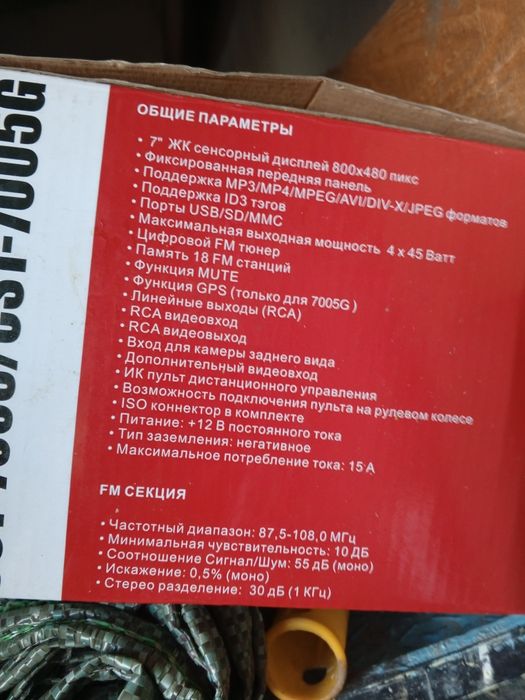 ОБЩИЕ ПАРАМЕТРЫ
• 7" ЖК сенсорный дисплей 800x480 пикс
• Фиксированная передняя панель
• Поддержка MP3/MP4/MPEG/AVI/DIV-X/JPEG форматов
• Поддержка ID3 тэгов
• Порты USB/SD/MMC
• Максимальная выходная мощность 4 x 45 Ватт
• Цифровой FM тюнер
• Память 18 FM станций
• Функция MUTE
• Функция GPS (только для 7005G )
• Линейные выходы (RCA)
• RCA видеовход
• RCA видеовыход
• Вход для камеры заднего вида
• Дополнительный видеовход
• ИК пульт дистанционного управления
• Возможность подключения пульта на рулевом колесе
• ISO коннектор в комплекте
• Питание: +12 В постоянного тока
• Тип заземления: негативное
• Максимальное потребление тока: 15 А
FM СЕКЦИЯ
• Частотный диапазон: 87,5-108,0 МГц
• Минимальная чувствительность: 10 ДБ
• Соотношение Сигнал/Шум: 55 дБ (моно)
• Искажение: 0,5% (моно)
• Стерео разделение: 30 дБ (1 КГц)
CST-7005G